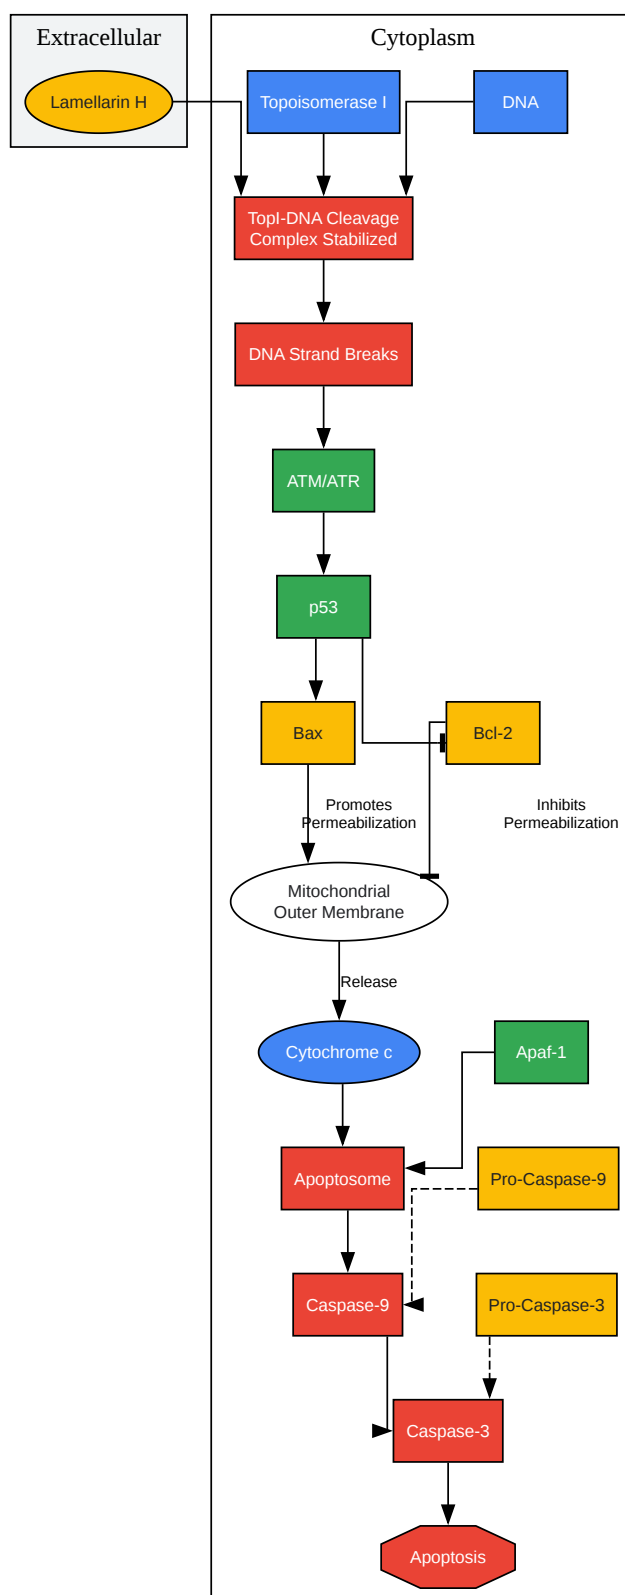 Extracellular
Cytoplasm
Lamellarin H
Topoisomerase I
DNA
TopI-DNA Cleavage
Complex Stabilized
DNA Strand Breaks
ATM/ATR
p53
Bax
Bcl-2
Promotes
Permeabilization
Inhibits
Permeabilization
Mitochondrial
Outer Membrane
Release
Cytochrome c
Apaf-1
Apoptosome
Pro-Caspase-9
Caspase-9
Pro-Caspase-3
Caspase-3
Apoptosis